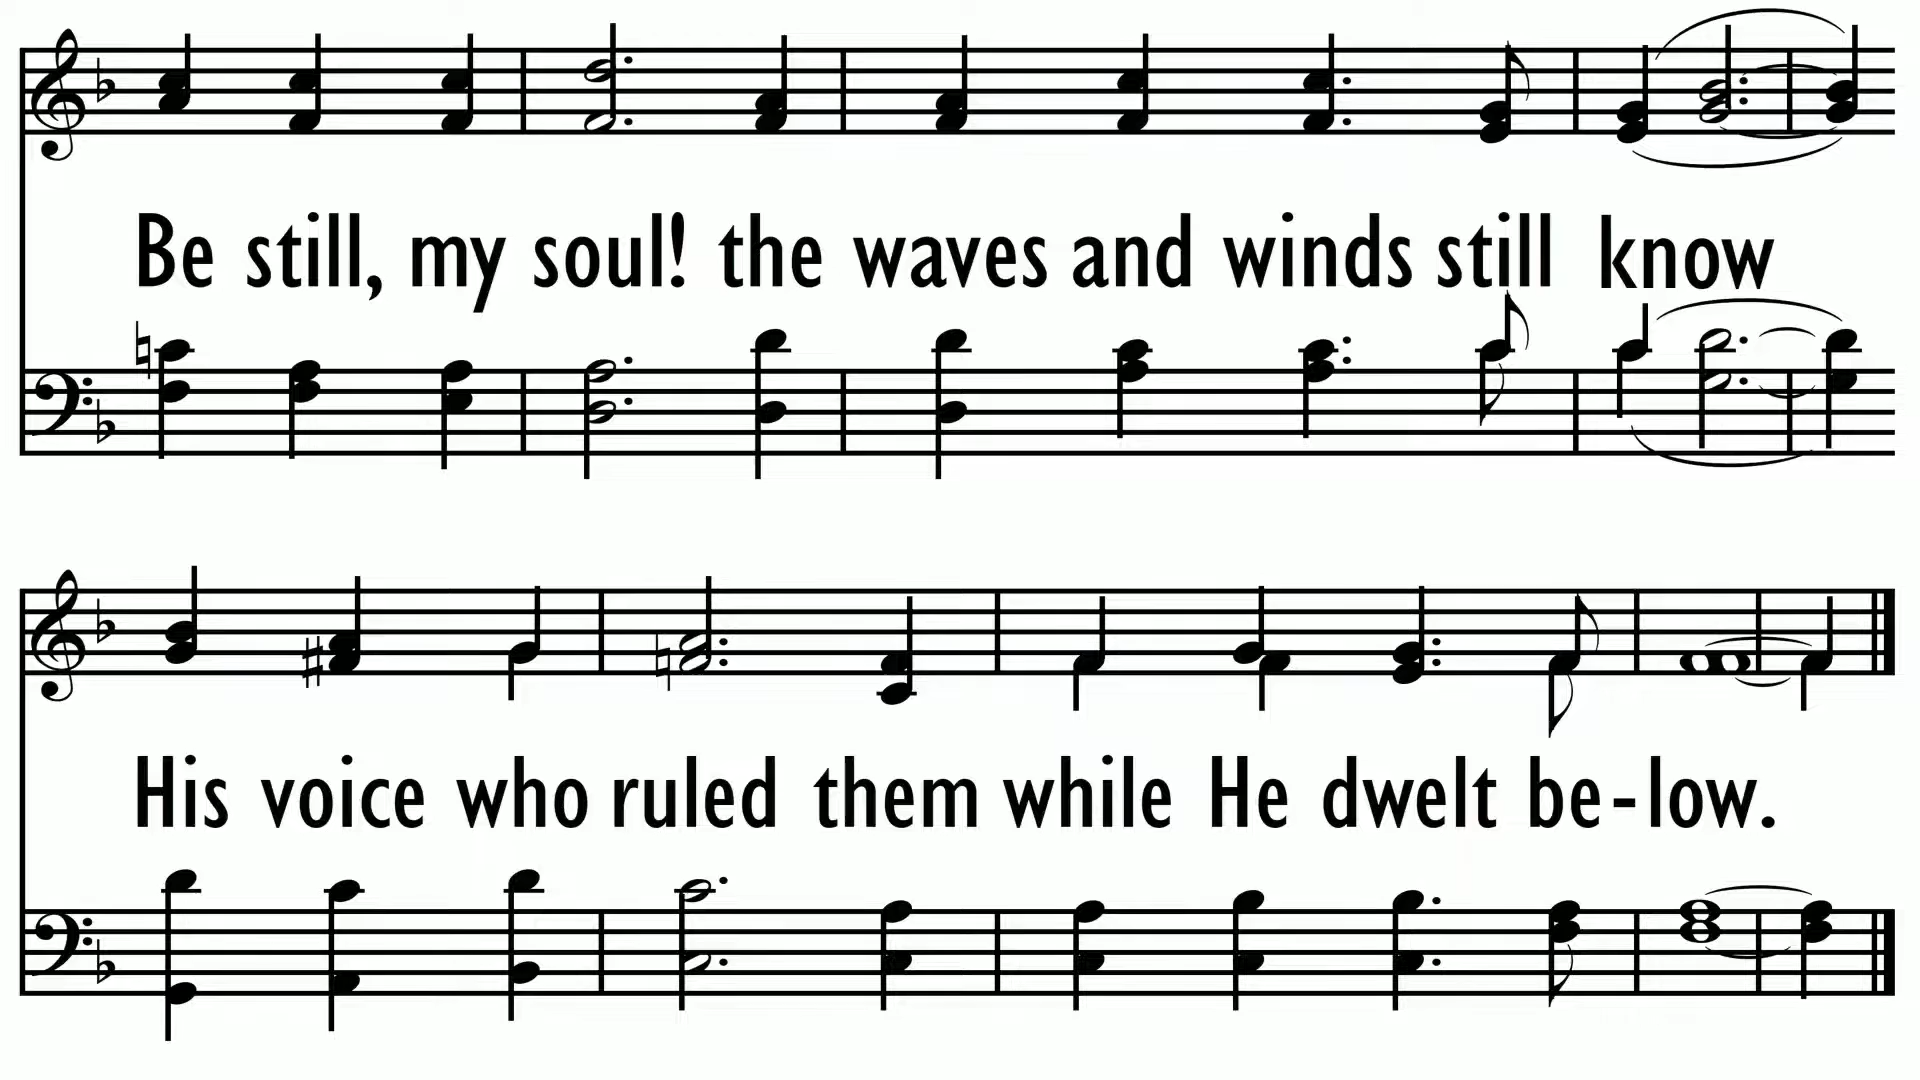 Be still, my soul! the waves and winds still know
His voice who ruled them while He dwelt be-low.